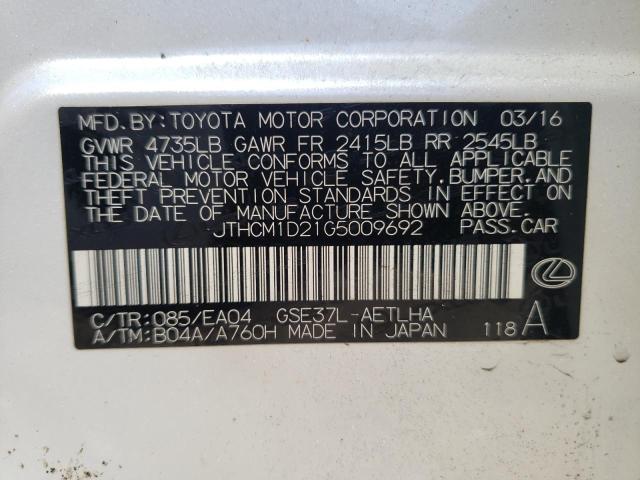 MFD. BY: TOYOTA MOTOR CORPORATION 03/16
GVWR 4735LB GAWR FR 2415LB RR 2545LB
THIS VEHICLE CONFORMS TO ALL APPLICABLE
FEDERAL MOTOR VEHICLE SAFETY, BUMPER, AND
THEFT PREVENTION STANDARDS IN EFFECT ON
THE DATE OF MANUFACTURE SHOWN ABOVE.
JTHCM1D21G5009692 PASS. CAR
C/TR: 085/EA04 GSE37L-AETLHA
A/TM: B04A/A760H MADE IN JAPAN 118 A